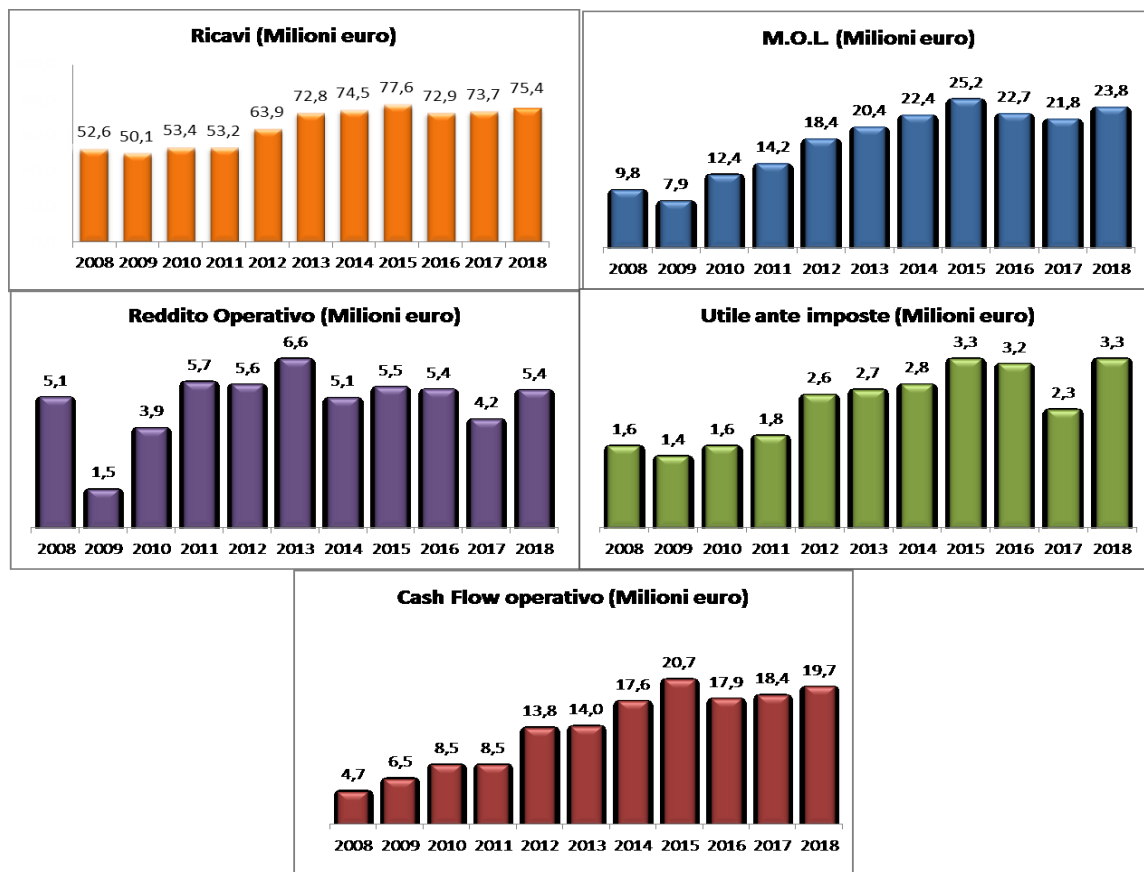 Ricavi (Milioni euro)
52,6 50,1 53,4 53,2 63,9 72,8 74,5 77,6 72,9 73,7 75,4
2008 2009 2010 2011 2012 2013 2014 2015 2016 2017 2018
M.O.L. (Milioni euro)
9,8 7,9 12,4 14,2 18,4 20,4 22,4 25,2 22,7 21,8 23,8
2008 2009 2010 2011 2012 2013 2014 2015 2016 2017 2018
Reddito Operativo (Milioni euro)
5,1 1,5 3,9 5,7 5,6 6,6 5,1 5,5 5,4 4,2 5,4
2008 2009 2010 2011 2012 2013 2014 2015 2016 2017 2018
Utile ante imposte (Milioni euro)
1,6 1,4 1,6 1,8 2,6 2,7 2,8 3,3 3,2 2,3 3,3
2008 2009 2010 2011 2012 2013 2014 2015 2016 2017 2018
Cash Flow operativo (Milioni euro)
4,7 6,5 8,5 8,5 13,8 14,0 17,6 20,7 17,9 18,4 19,7
2008 2009 2010 2011 2012 2013 2014 2015 2016 2017 2018